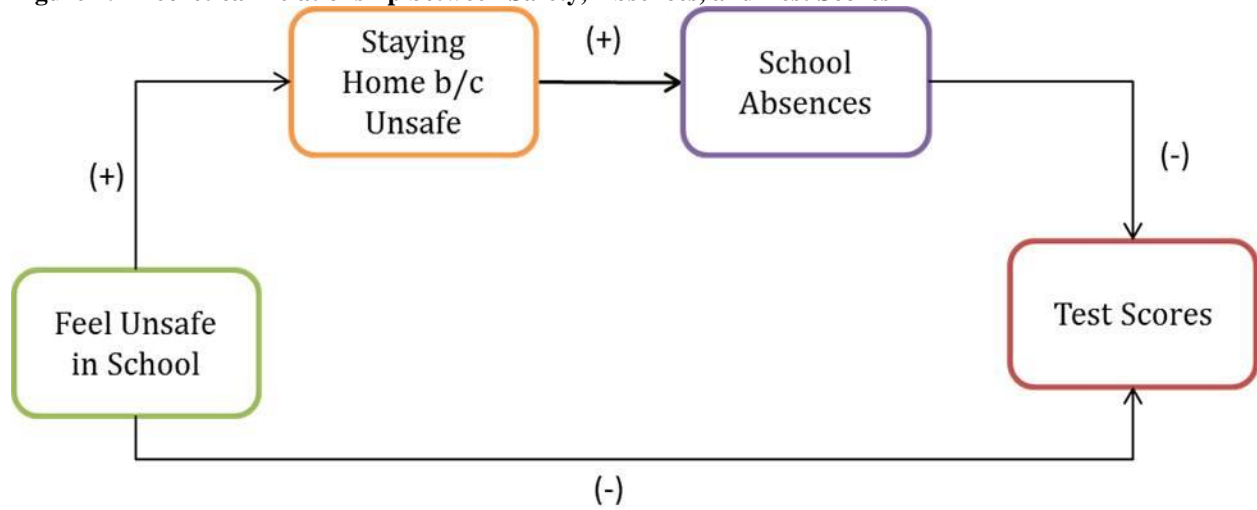 Staying
Home b/c
Unsafe
(+)
School
Absences
(+)
(-)
Feel Unsafe
in School
Test Scores
(-)